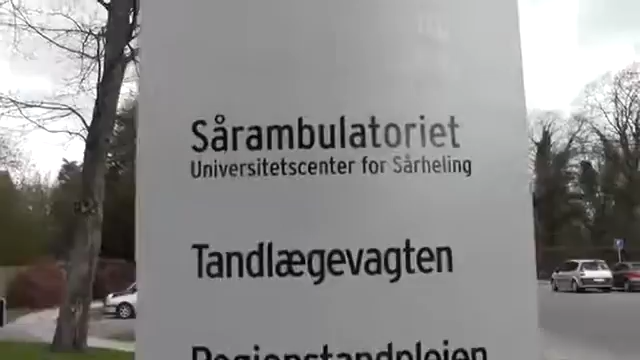 Sårambulatoriet
Universitetscenter for Sårheling
Tandlægevagten
Regionstandplejen